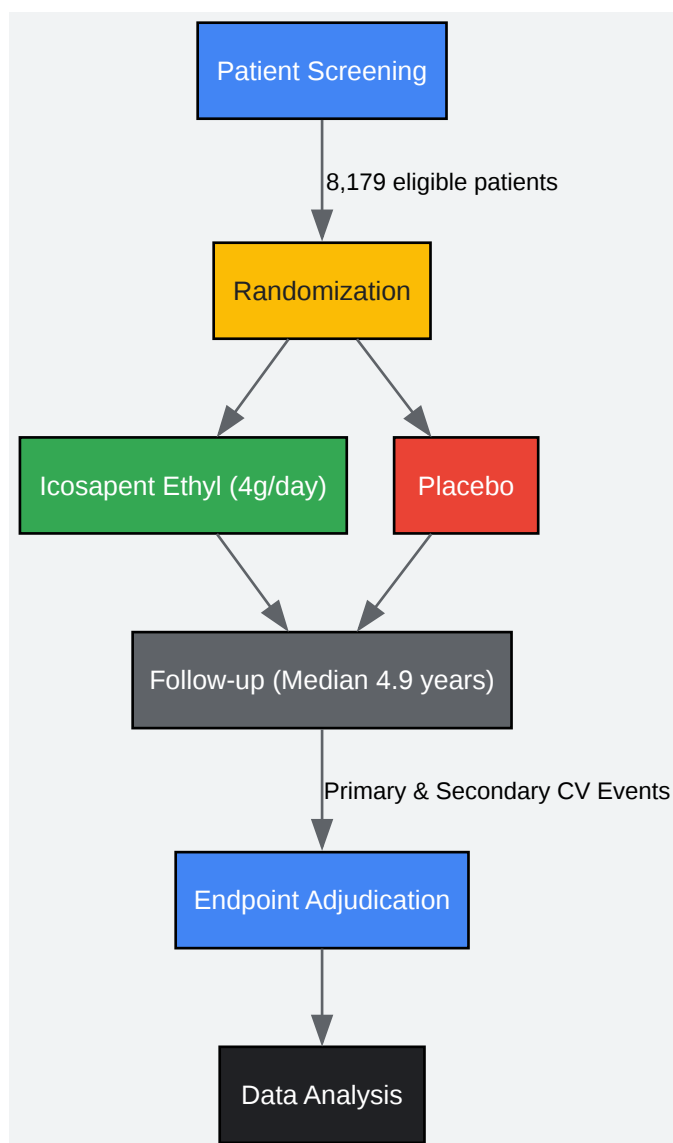 Patient Screening
8,179 eligible patients
Randomization
Icosapent Ethyl (4g/day)
Placebo
Follow-up (Median 4.9 years)
Primary & Secondary CV Events
Endpoint Adjudication
Data Analysis